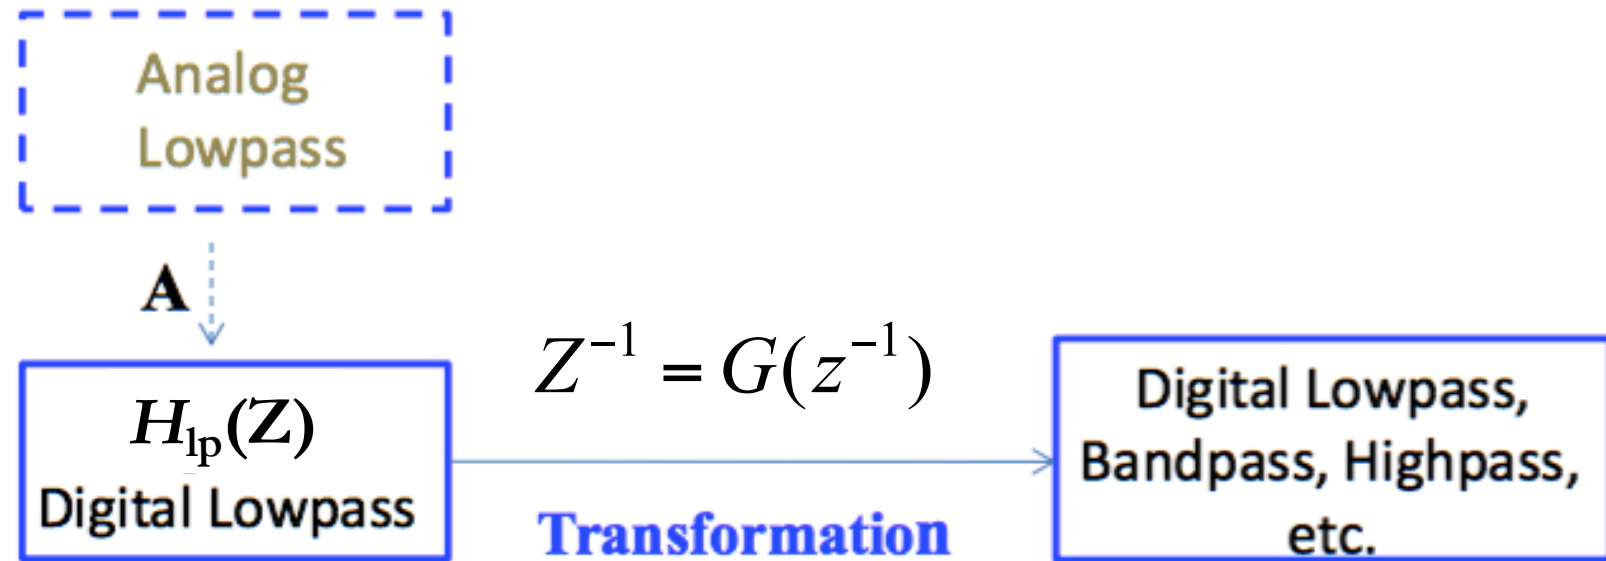 Analog
Lowpass
A
H_lp(Z)
Digital Lowpass
Z^{-1} = G(z^{-1})
Transformation
Digital Lowpass,
Bandpass, Highpass,
etc.